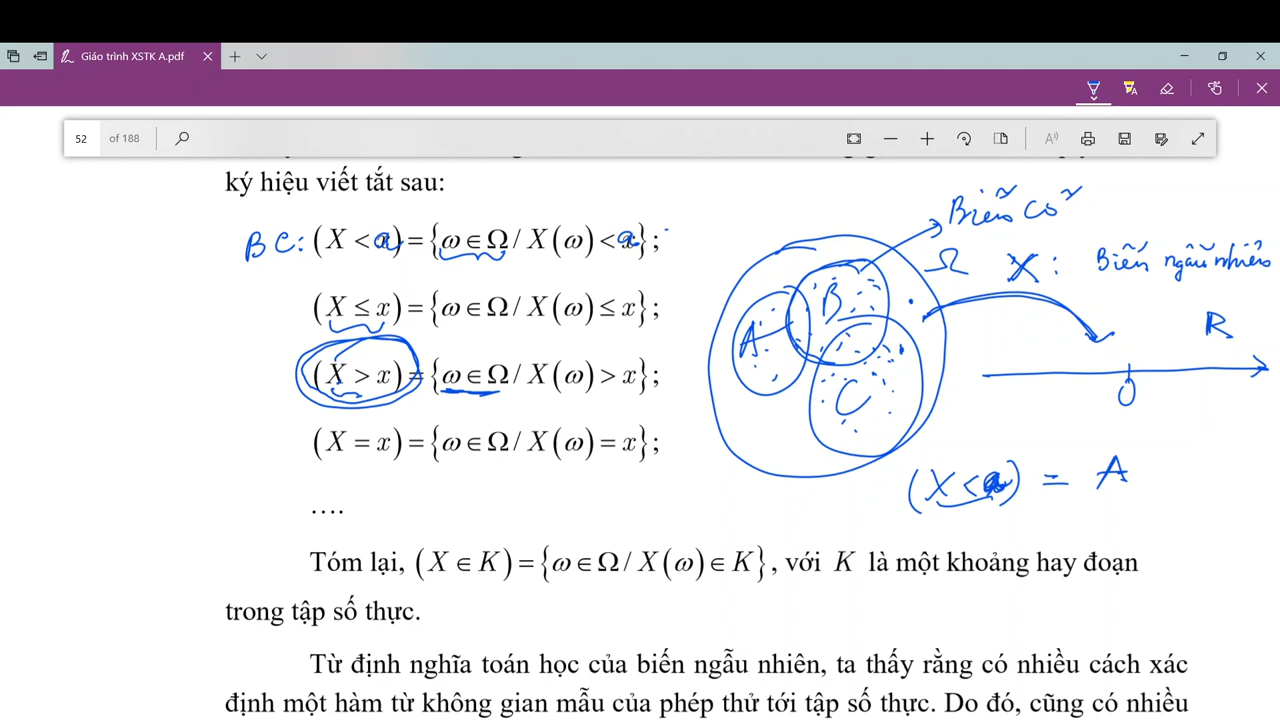 Giáo trình XSTK A.pdf
52 of 188
ký hiệu viết tắt sau:
BC: (X < a) = {ω ∈ Ω / X(ω) < a};
(X ≤ x) = {ω ∈ Ω / X(ω) ≤ x};
(X > x) = {ω ∈ Ω / X(ω) > x};
(X = x) = {ω ∈ Ω / X(ω) = x};
....
Biến cố
Ω
X : Biến ngẫu nhiên
A
B
C
R
0
(X < a) = A
Tóm lại, (X ∈ K) = {ω ∈ Ω / X(ω) ∈ K}, với K là một khoảng hay đoạn
trong tập số thực.
Từ định nghĩa toán học của biến ngẫu nhiên, ta thấy rằng có nhiều cách xác
định một hàm từ không gian mẫu của phép thử tới tập số thực. Do đó, cũng có nhiều